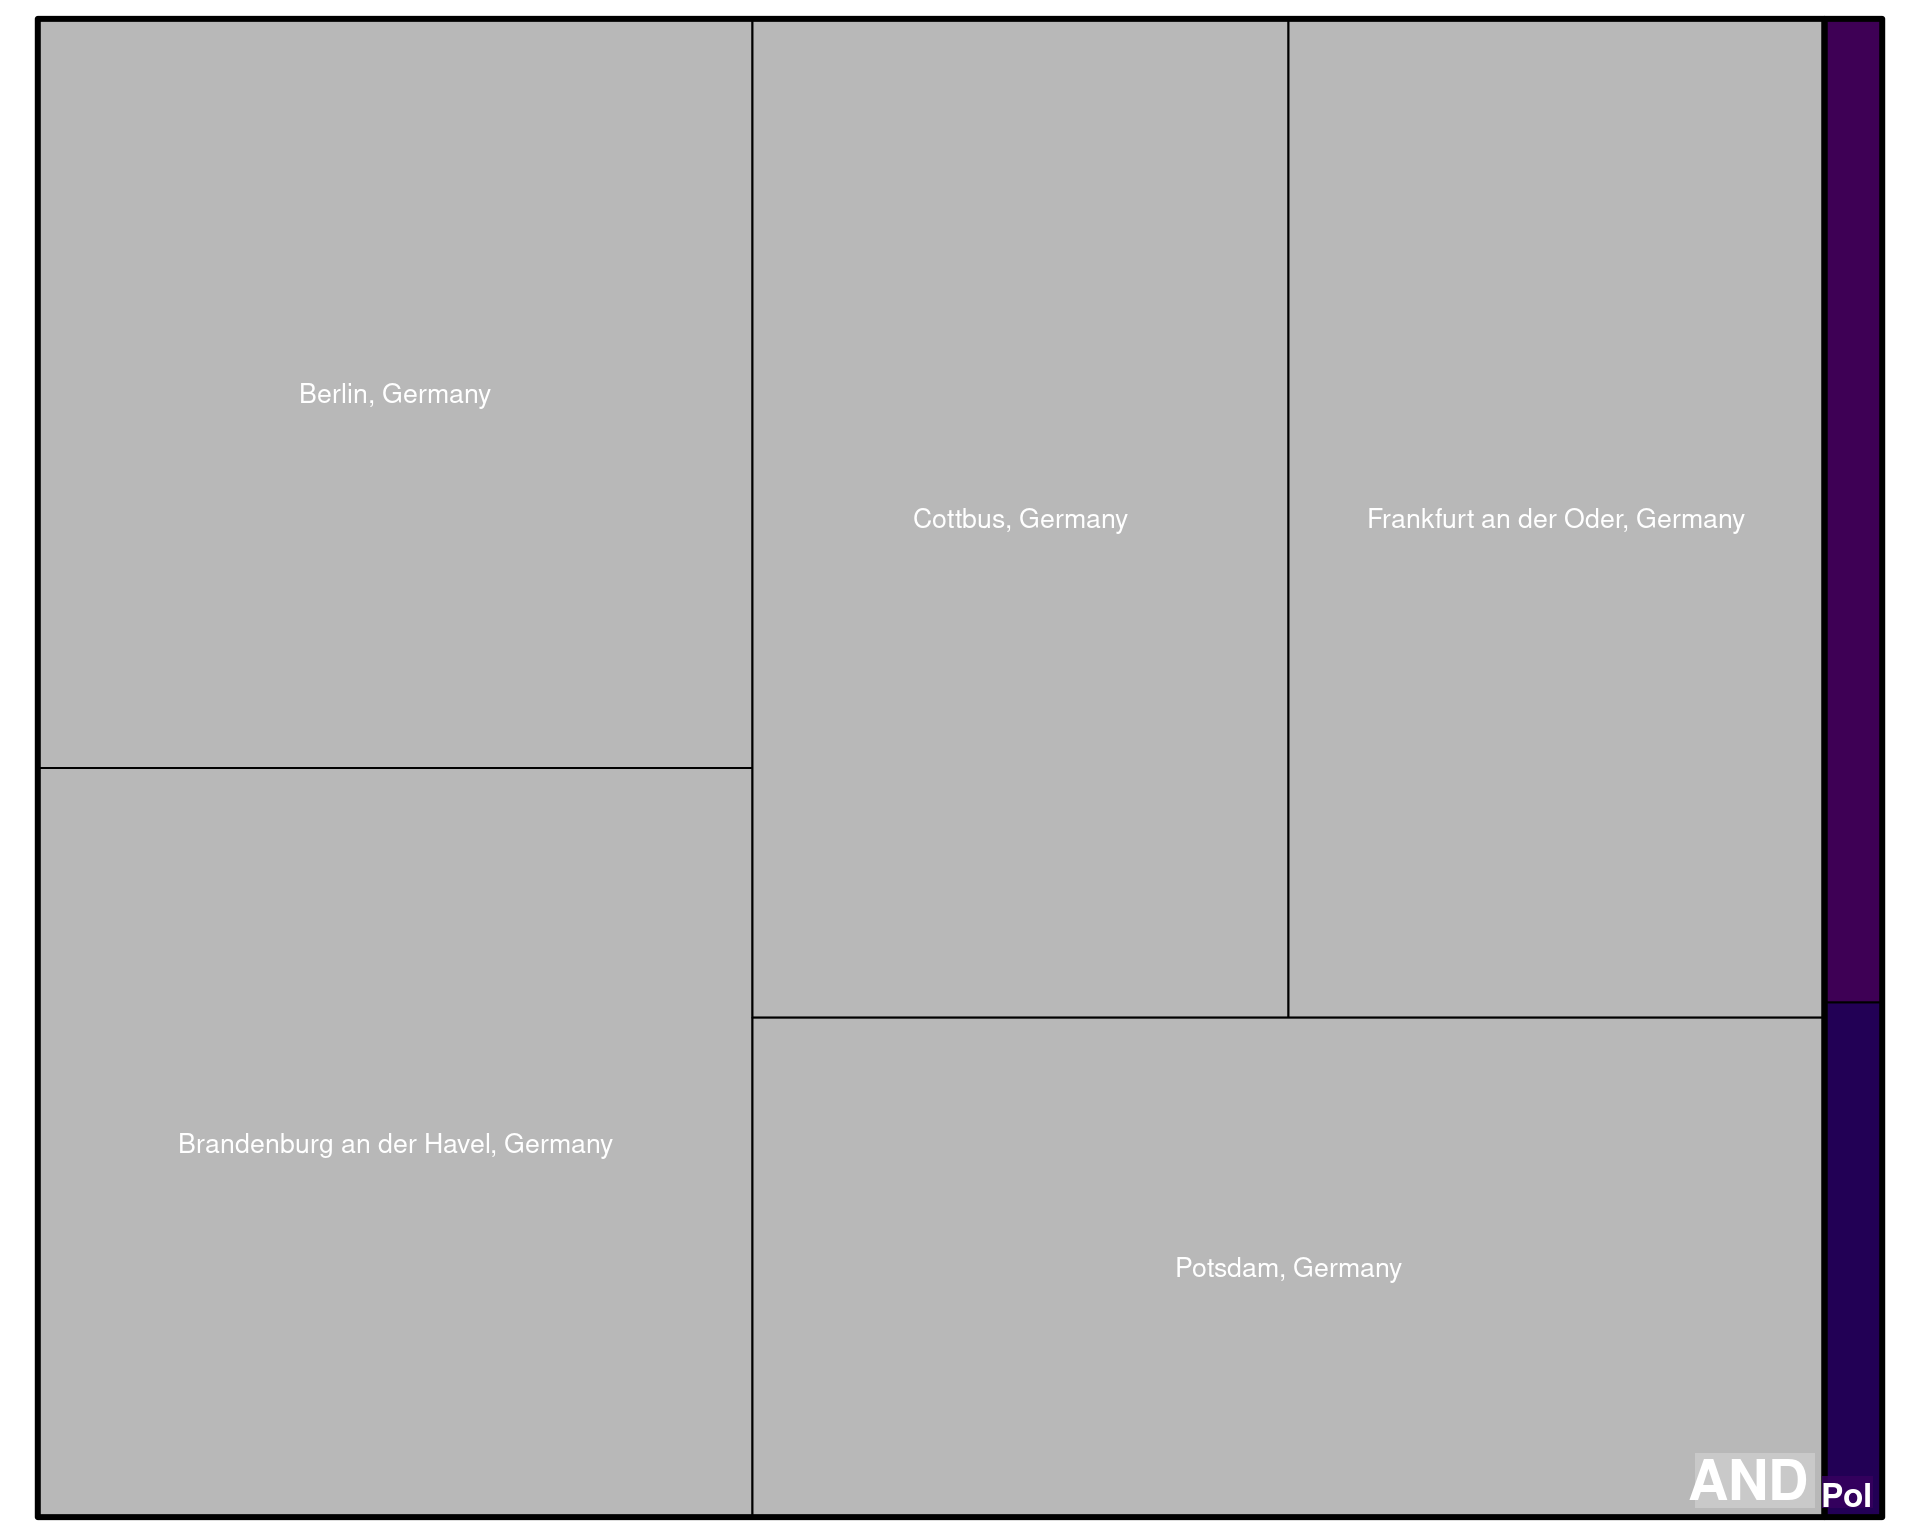 Berlin, Germany
Cottbus, Germany
Frankfurt an der Oder, Germany
Brandenburg an der Havel, Germany
Potsdam, Germany
AND
Pol